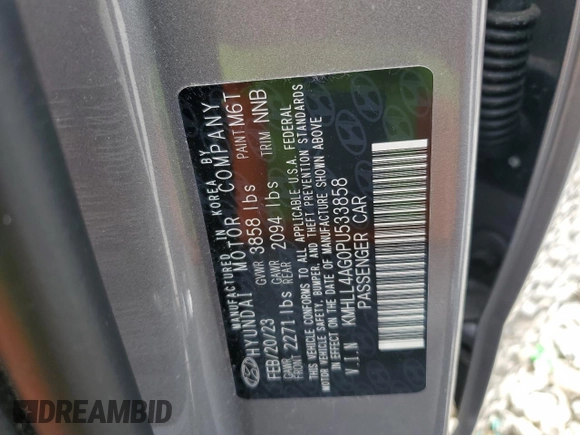 MANUFACTURED IN KOREA BY
HYUNDAI MOTOR COMPANY
FEB/20/23 GVWR 3858 lbs PAINT M6T
GAWR FRONT 2271 lbs GAWR REAR 2094 lbs TRIM NNB
THIS VEHICLE CONFORMS TO ALL APPLICABLE U.S.A. FEDERAL
MOTOR VEHICLE SAFETY, BUMPER, AND THEFT PREVENTION STANDARDS
IN EFFECT ON THE DATE OF MANUFACTURE SHOWN ABOVE
V.I.N KMHLL4AG0PU533858
PASSENGER CAR
DREAMBID